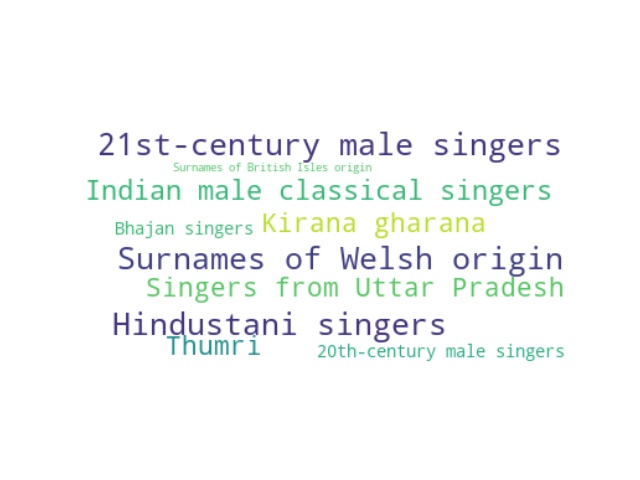 21st-century male singers
Surnames of British Isles origin
Indian male classical singers
Bhajan singers
Kirana gharana
Surnames of Welsh origin
Singers from Uttar Pradesh
Hindustani singers
Thumri
20th-century male singers